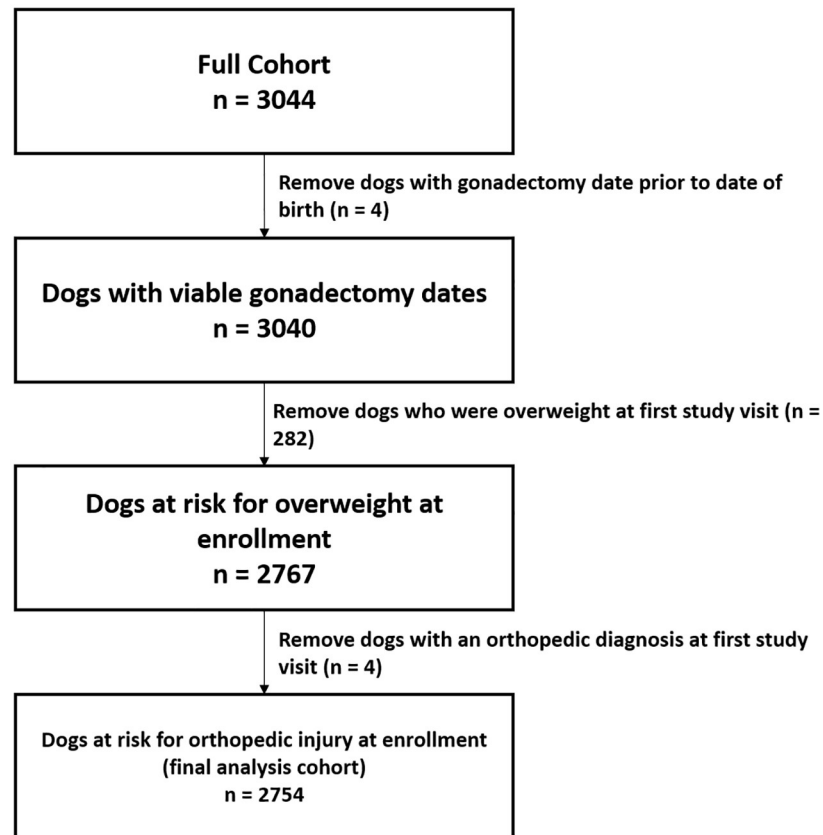 Full Cohort
n = 3044
Remove dogs with gonadectomy date prior to date of
birth (n = 4)
Dogs with viable gonadectomy dates
n = 3040
Remove dogs who were overweight at first study visit (n =
282)
Dogs at risk for overweight at
enrollment
n = 2767
Remove dogs with an orthopedic diagnosis at first study
visit (n = 4)
Dogs at risk for orthopedic injury at enrollment
(final analysis cohort)
n = 2754